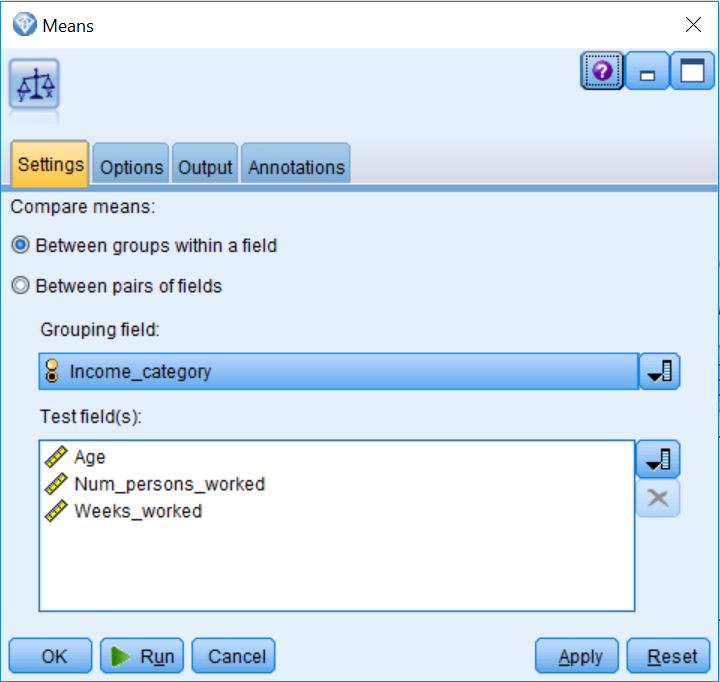 Means
Settings Options Output Annotations
Compare means:
Between groups within a field
Between pairs of fields
Grouping field:
Income_category
Test field(s):
Age
Num_persons_worked
Weeks_worked
OK Run Cancel Apply Reset